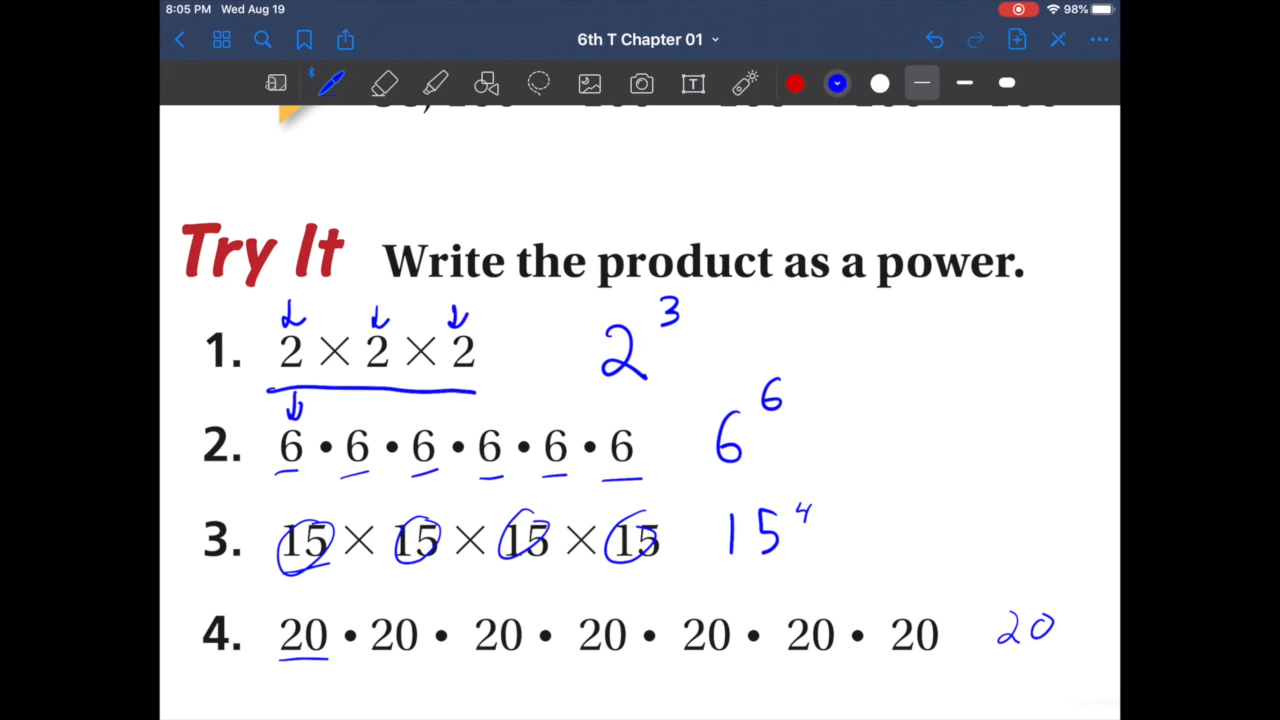 8:05 PM Wed Aug 19 98%
6th T Chapter 01
T
Try It Write the product as a power.
1. 2 × 2 × 2 2³
2. 6 • 6 • 6 • 6 • 6 • 6 6⁶
3. 15 × 15 × 15 × 15 15⁴
4. 20 • 20 • 20 • 20 • 20 • 20 • 20 20